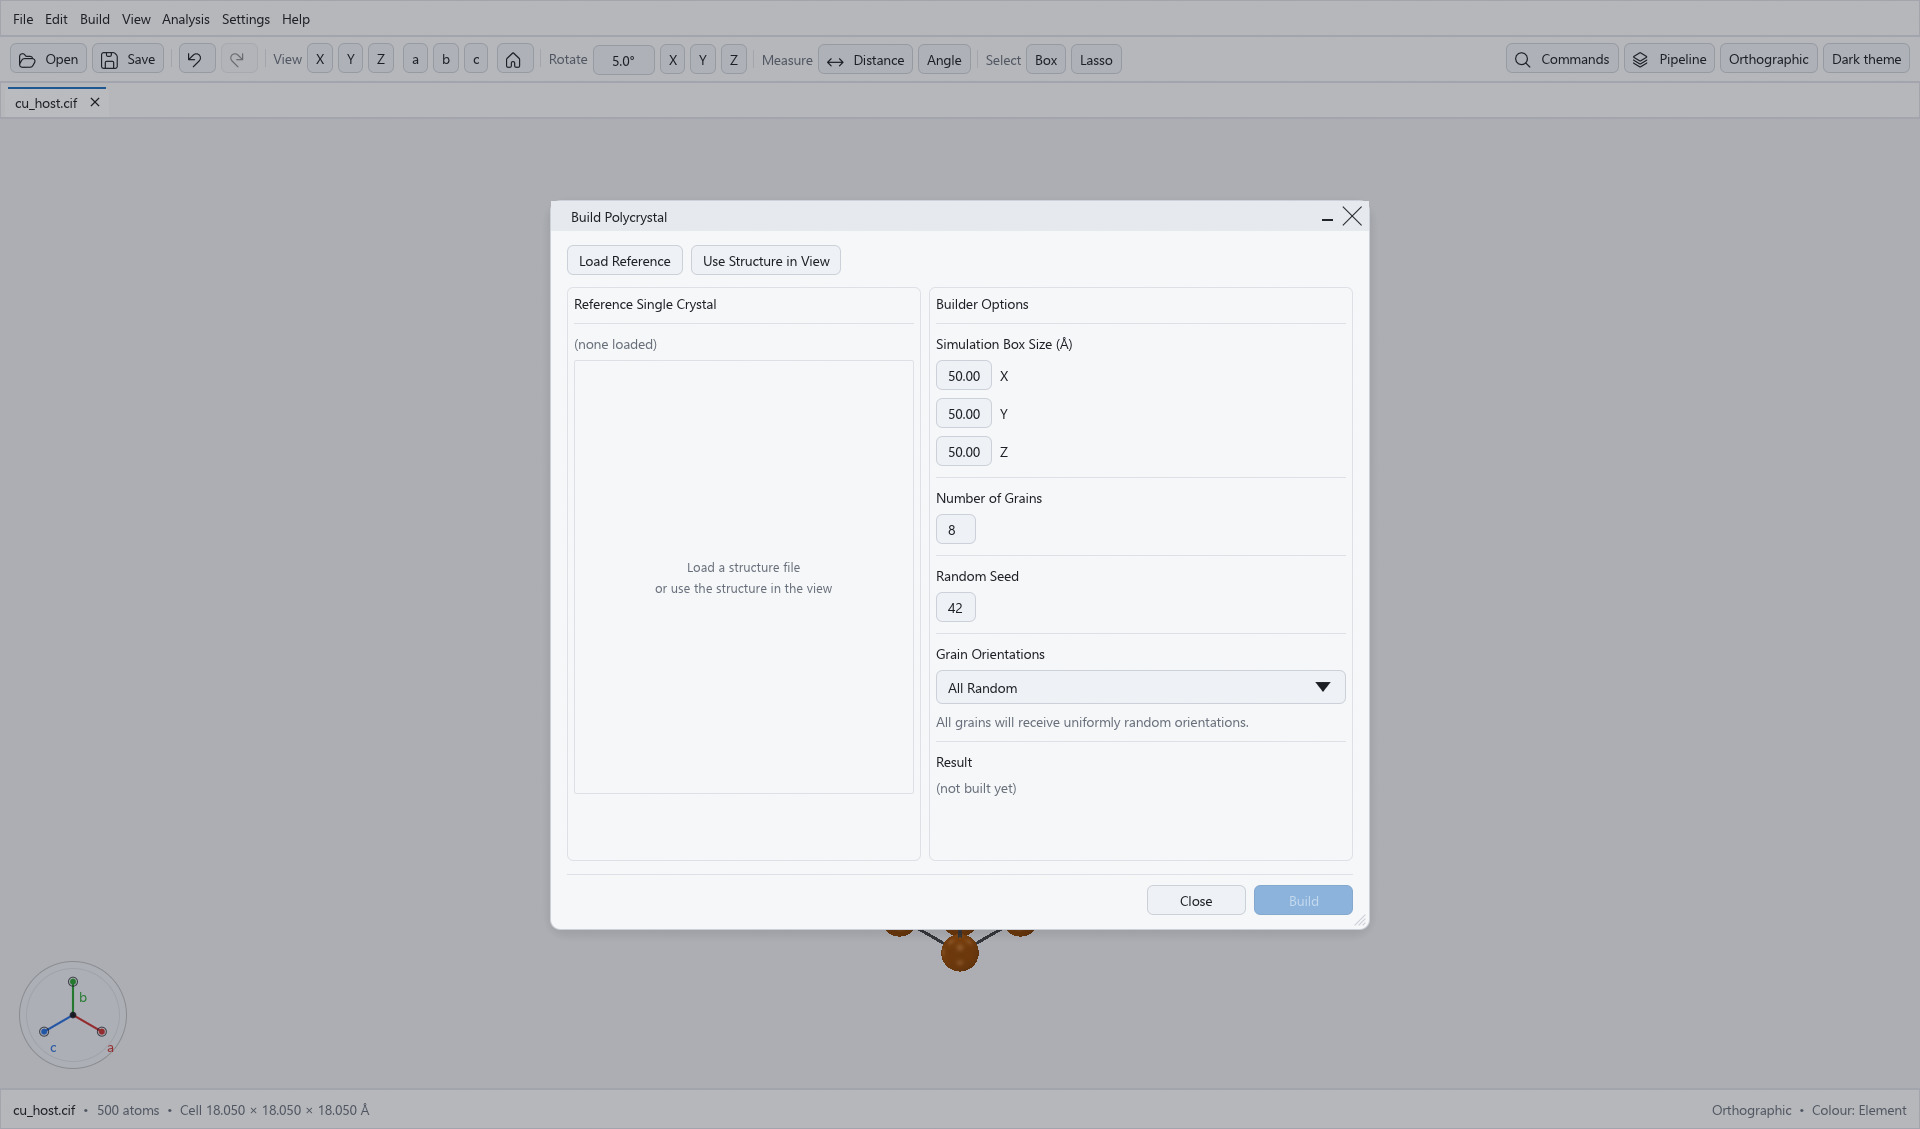 File Edit Build View Analysis Settings Help
Open Save View X Y Z a b c Rotate 5.0° X Y Z Measure Distance Angle Select Box Lasso Commands Pipeline Orthographic Dark theme
cu_host.cif
Build Polycrystal
Load Reference Use Structure in View
Reference Single Crystal
(none loaded)
Load a structure file
or use the structure in the view
Builder Options
Simulation Box Size (Å)
50.00 X
50.00 Y
50.00 Z
Number of Grains
8
Random Seed
42
Grain Orientations
All Random
All grains will receive uniformly random orientations.
Result
(not built yet)
Close Build
b
c a
cu_host.cif • 500 atoms • Cell 18.050 × 18.050 × 18.050 Å
Orthographic • Colour: Element